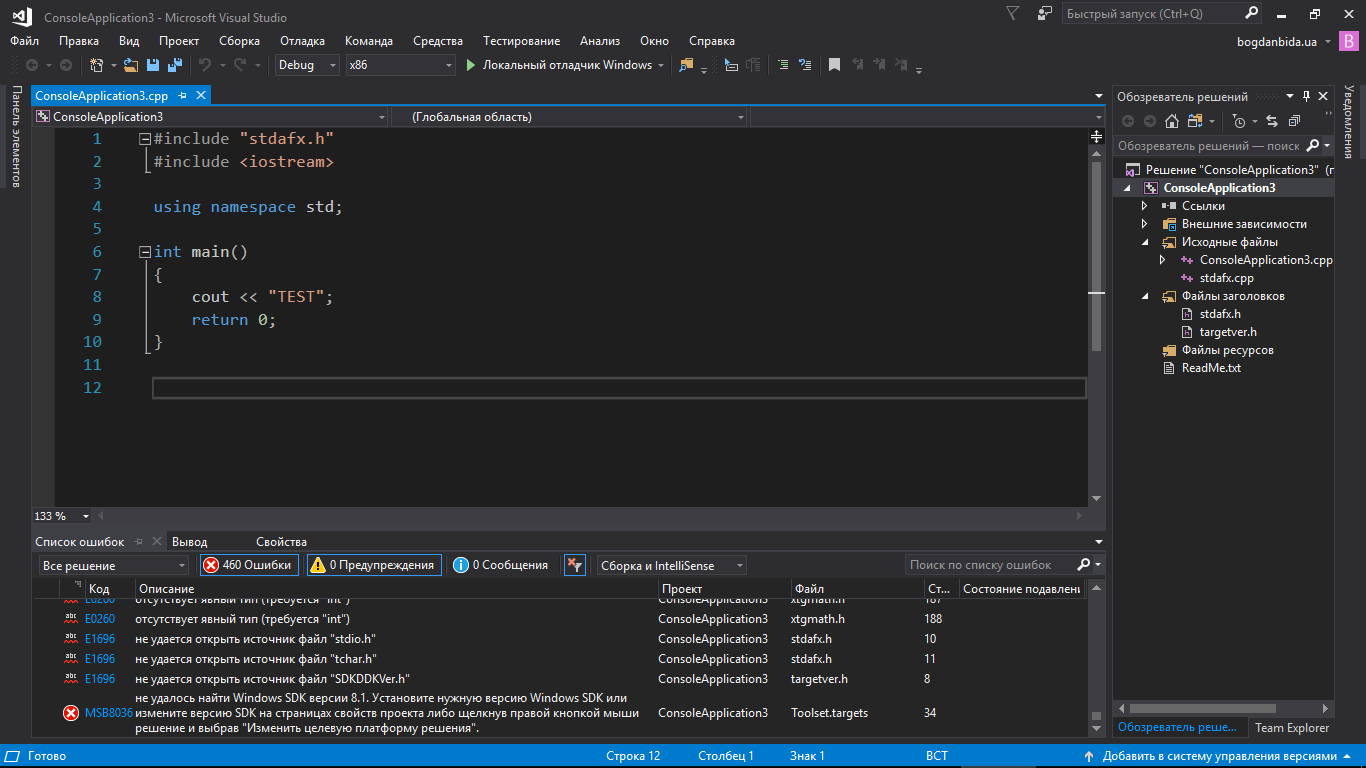 ConsoleApplication3 - Microsoft Visual Studio
Быстрый запуск (Ctrl+Q)
Файл Правка Вид Проект Сборка Отладка Команда Средства Тестирование Анализ Окно Справка
bogdanbida.ua B
Debug x86 Локальный отладчик Windows
Панель элементов
ConsoleApplication3.cpp
ConsoleApplication3 (Глобальная область)
1 #include "stdafx.h"
2 #include <iostream>
3
4 using namespace std;
5
6 int main()
7 {
8 cout << "TEST";
9 return 0;
10 }
11
12
133 %
Обозреватель решений
Обозреватель решений — поиск
Решение "ConsoleApplication3" (г
ConsoleApplication3
Ссылки
Внешние зависимости
Исходные файлы
ConsoleApplication3.cpp
stdafx.cpp
Файлы заголовков
stdafx.h
targetver.h
Файлы ресурсов
ReadMe.txt
Обозреватель реше... Team Explorer
Уведомления
Список ошибок Вывод Свойства
Все решение 460 Ошибки 0 Предупреждения 0 Сообщения Сборка и IntelliSense Поиск по списку ошибок
Код Описание Проект Файл Ст... Состояние подавлени
abc E0260 отсутствует явный тип (требуется "int") ConsoleApplication3 xtgmath.h 187
abc E0260 отсутствует явный тип (требуется "int") ConsoleApplication3 xtgmath.h 188
abc E1696 не удается открыть источник файл "stdio.h" ConsoleApplication3 stdafx.h 10
abc E1696 не удается открыть источник файл "tchar.h" ConsoleApplication3 stdafx.h 11
abc E1696 не удается открыть источник файл "SDKDDKVer.h" ConsoleApplication3 targetver.h 8
не удалось найти Windows SDK версии 8.1. Установите нужную версию Windows SDK или
MSB8036 измените версию SDK на страницах свойств проекта либо щелкнув правой кнопкой мыши ConsoleApplication3 Toolset.targets 34
решение и выбрав "Изменить целевую платформу решения".
Готово Строка 12 Столбец 1 Знак 1 ВСТ Добавить в систему управления версиями